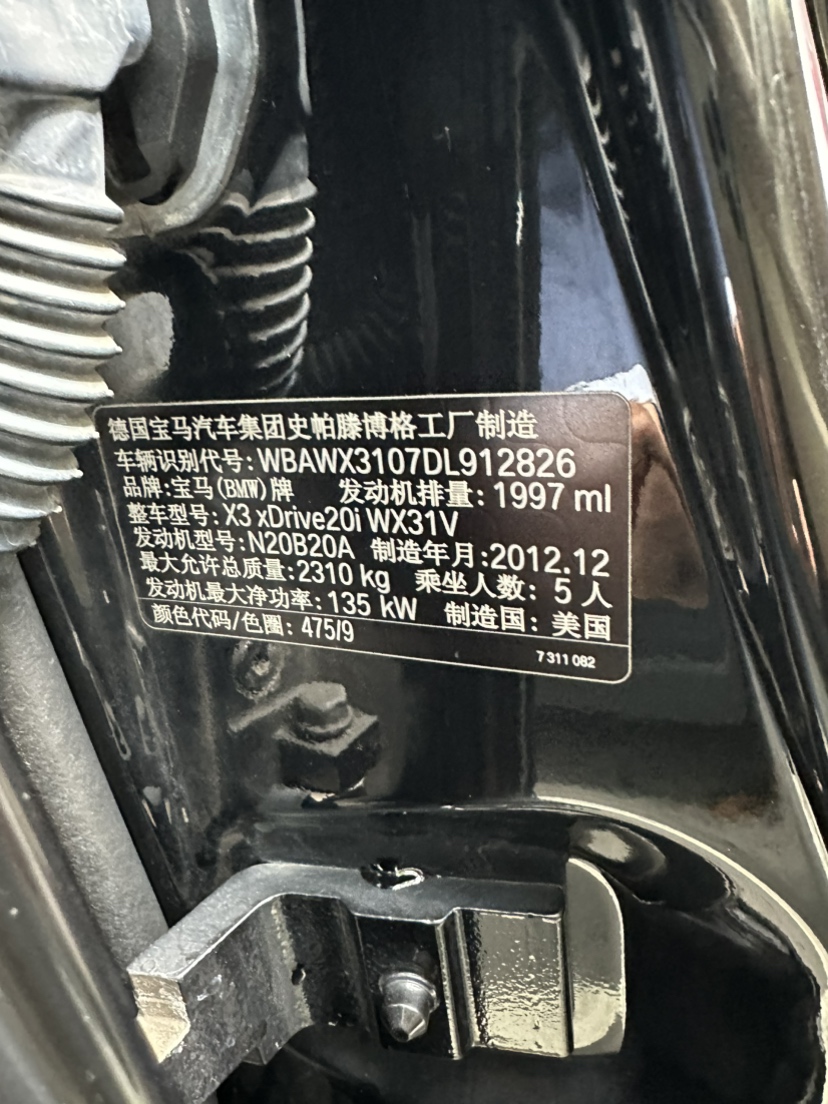 德国宝马汽车集团史帕滕博格工厂制造
车辆识别代号: WBAWX3107DL912826
品牌:宝马(BMW)牌 发动机排量: 1997 ml
整车型号: X3 xDrive20i WX31V
发动机型号:N20B20A 制造年月:2012.12
最大允许总质量:2310 kg 乘坐人数: 5 人
发动机最大净功率: 135 kW 制造国: 美国
颜色代码/色圈: 475/9
7 311 082